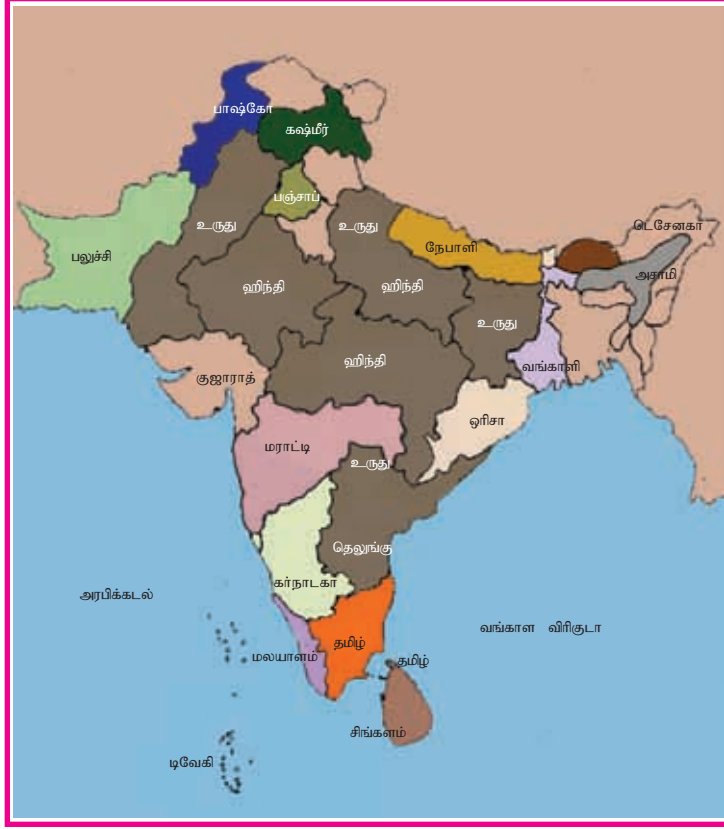 பாஷ்கோ
கஷ்மீர்
பஞ்சாப்
உருது
உருது
டெசேனகா
நேபாளி
பலுச்சி
அசாமி
ஹிந்தி
ஹிந்தி
உருது
ஹிந்தி
வங்காளி
குஜாராத்
ஒரிசா
மராட்டி
உருது
தெலுங்கு
கர்நாடகா
அரபிக்கடல்
வங்காள விரிகுடா
தமிழ்
மலயாளம்
தமிழ்
சிங்களம்
டிவேகி